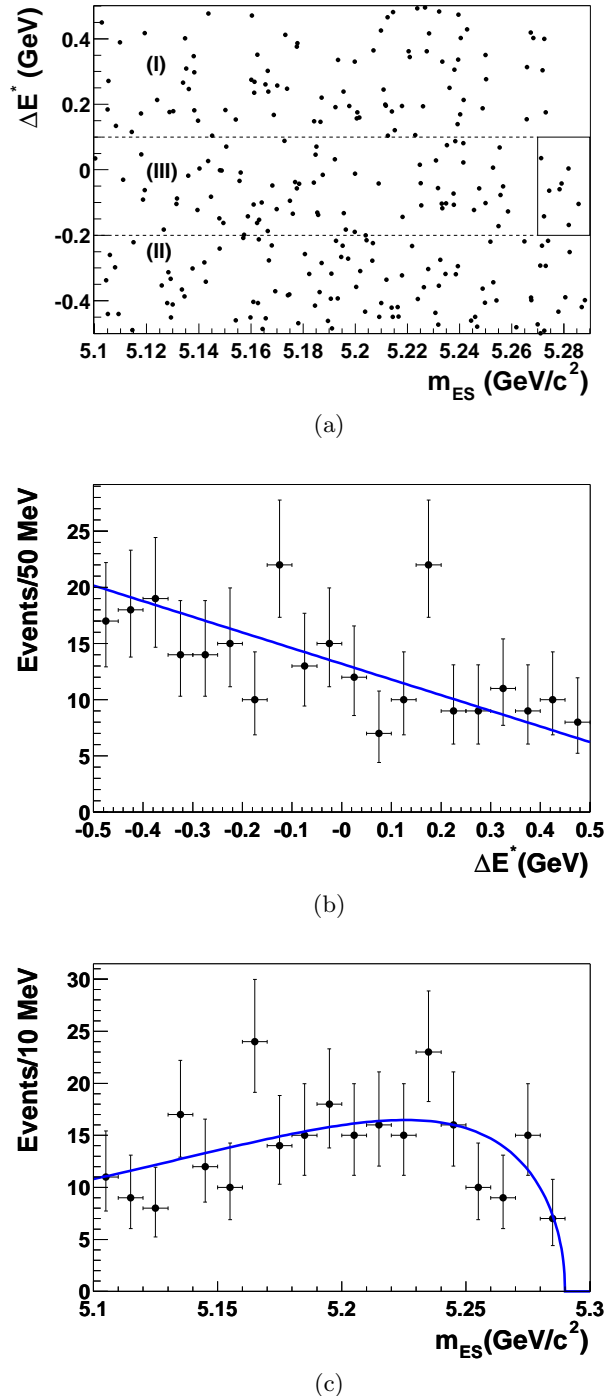 ΔE* (GeV)
0.4
(I)
0.2
0
(III)
-0.2
(II)
-0.4
5.1 5.12 5.14 5.16 5.18 5.2 5.22 5.24 5.26 5.28
m_ES (GeV/c²)
(a)
Events/50 MeV
25
20
15
10
5
0
-0.5 -0.4 -0.3 -0.2 -0.1 -0 0.1 0.2 0.3 0.4 0.5
ΔE* (GeV)
(b)
Events/10 MeV
30
25
20
15
10
5
0
5.1 5.15 5.2 5.25 5.3
m_ES(GeV/c²)
(c)